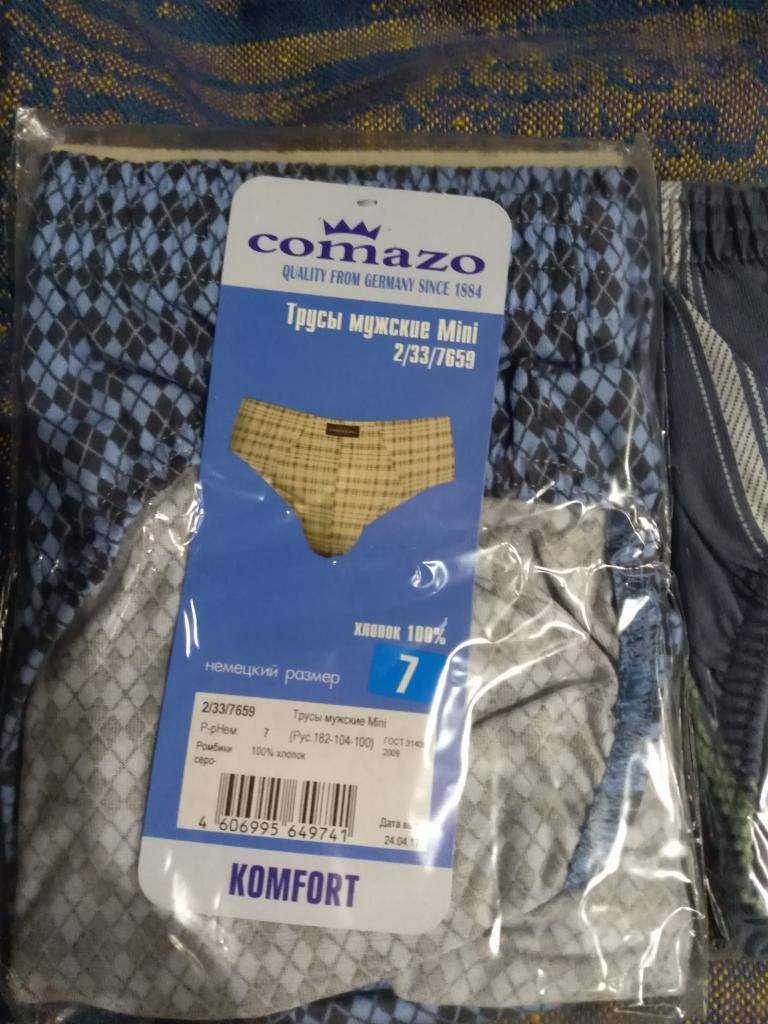 comazo
QUALITY FROM GERMANY SINCE 1884
Трусы мужские Mini
2/33/7659
хлопок 100%
немецкий размер 7
2/33/7659 Трусы мужские Mini
Р-рНем: 7 (Рус.182-104-100) ГОСТ
Ромбики 100% хлопок 2009
серо-
4 606995 649741
Дата
24.04.17
KOMFORT